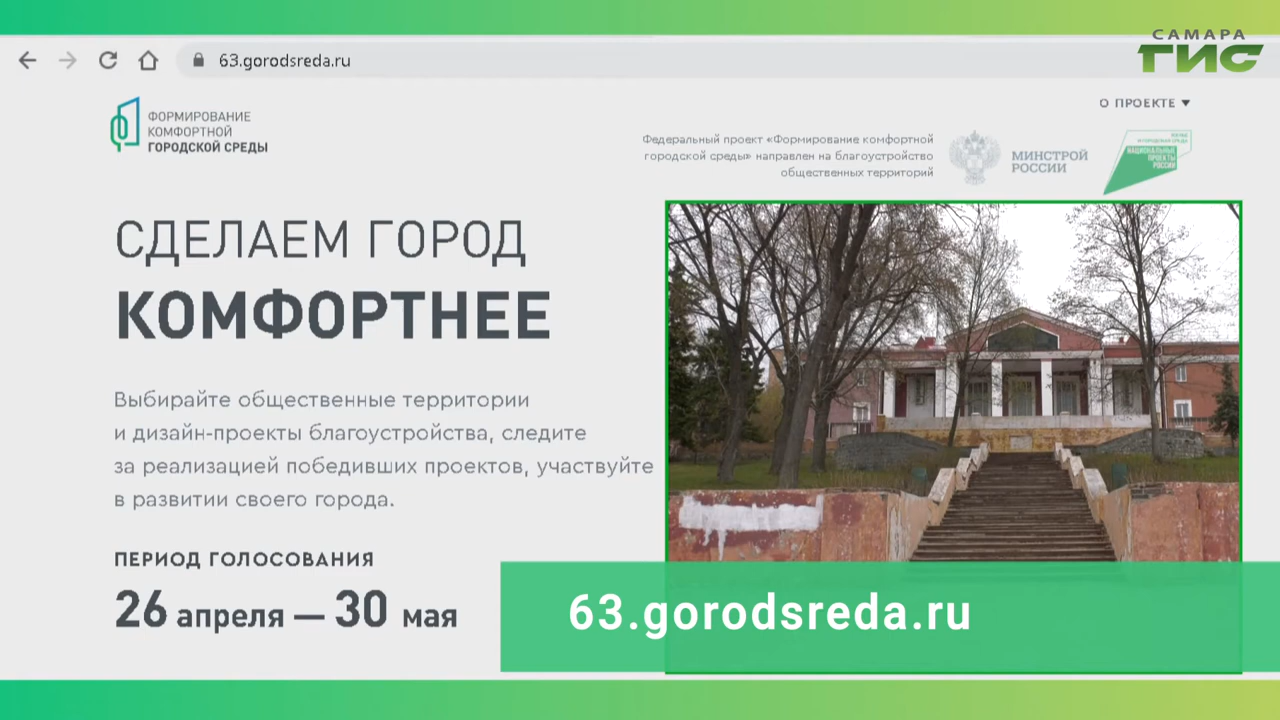 САМАРА
ГИС
63.gorodsreda.ru
О ПРОЕКТЕ
ФОРМИРОВАНИЕ
КОМФОРТНОЙ
ГОРОДСКОЙ СРЕДЫ
Федеральный проект «Формирование комфортной
городской среды» направлен на благоустройство
общественных территорий
МИНСТРОЙ
РОССИИ
НАЦИОНАЛЬНЫЕ
ПРОЕКТЫ
РОССИИ
СДЕЛАЕМ ГОРОД
КОМФОРТНЕЕ
Выбирайте общественные территории
и дизайн-проекты благоустройства, следите
за реализацией победивших проектов, участвуйте
в развитии своего города.
ПЕРИОД ГОЛОСОВАНИЯ
26 апреля — 30 мая
63.gorodsreda.ru